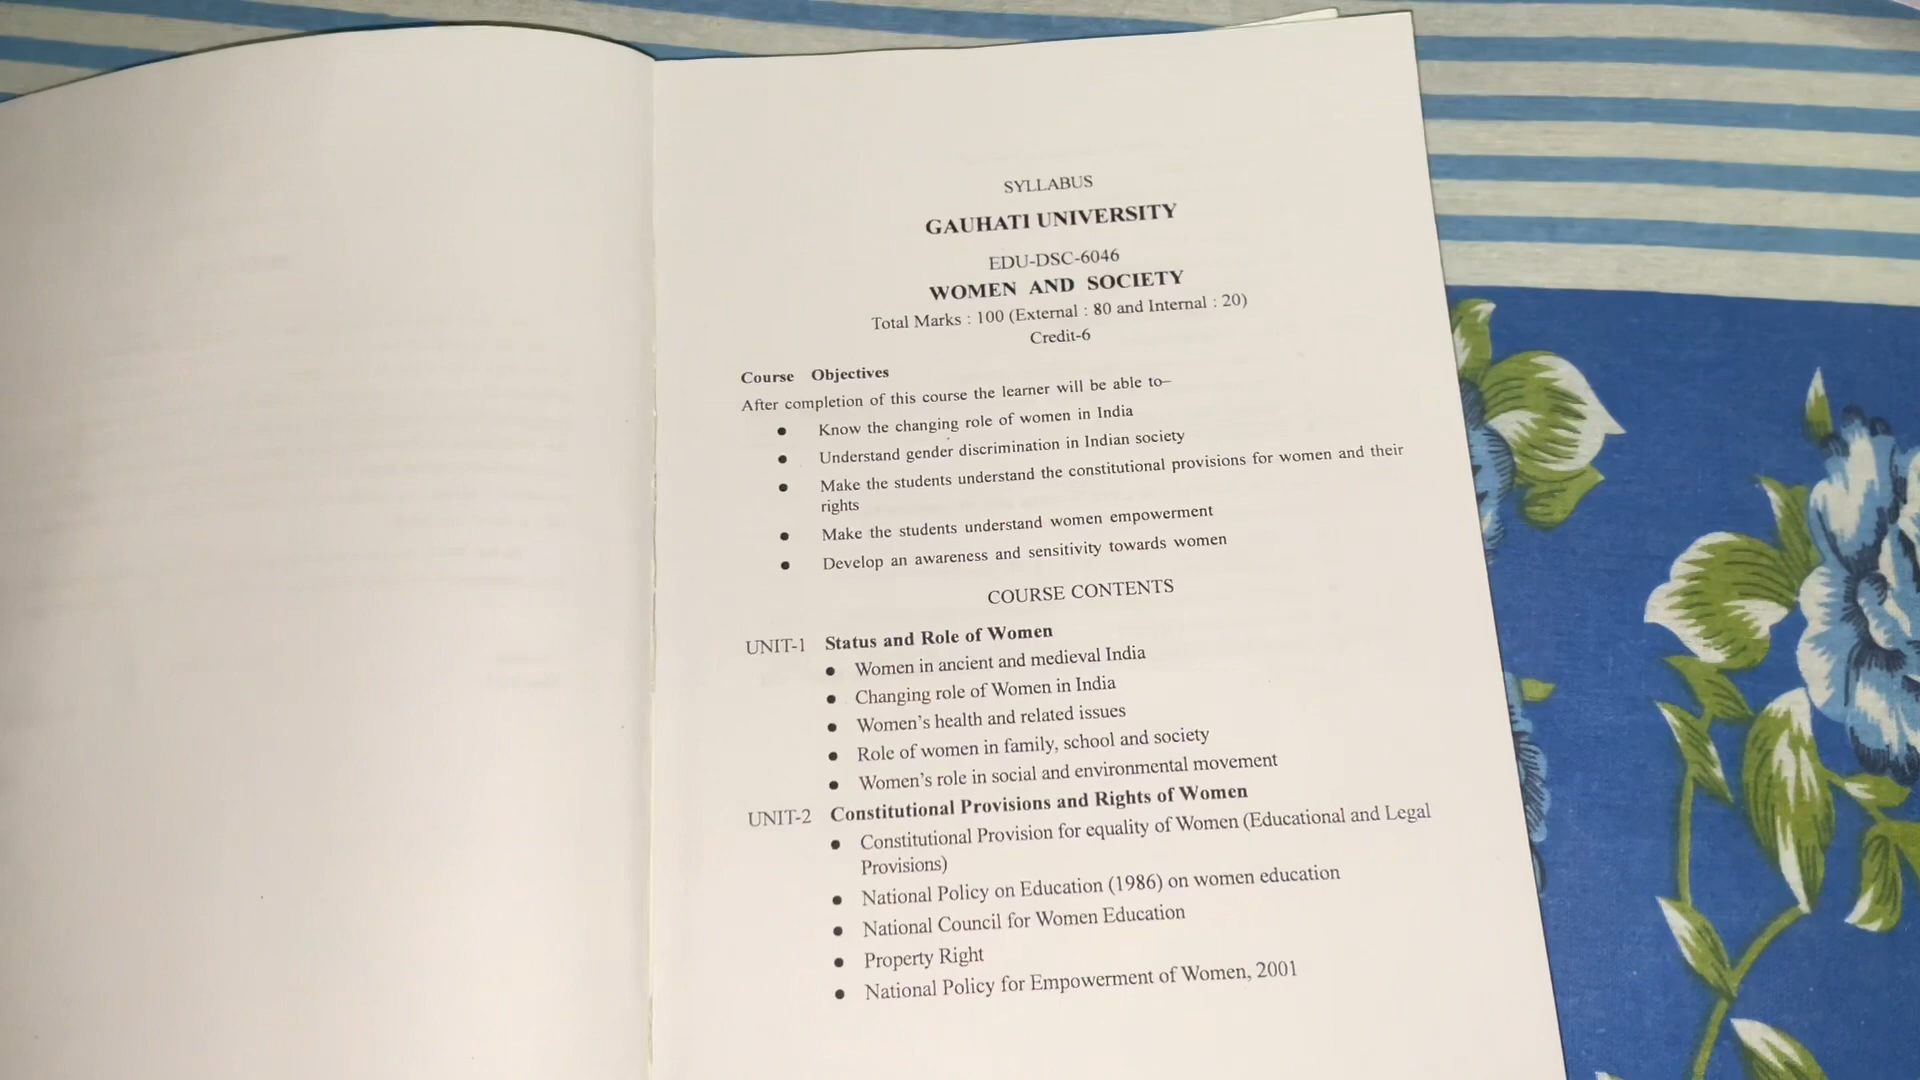 SYLLABUS
GAUHATI UNIVERSITY
EDU-DSC-6046
WOMEN AND SOCIETY
Total Marks : 100 (External : 80 and Internal : 20)
Credit-6
Course Objectives
After completion of this course the learner will be able to–
● Know the changing role of women in India
● Understand gender discrimination in Indian society
● Make the students understand the constitutional provisions for women and their
rights
● Make the students understand women empowerment
● Develop an awareness and sensitivity towards women
COURSE CONTENTS
UNIT-1 Status and Role of Women
● Women in ancient and medieval India
● Changing role of Women in India
● Women's health and related issues
● Role of women in family, school and society
● Women's role in social and environmental movement
UNIT-2 Constitutional Provisions and Rights of Women
● Constitutional Provision for equality of Women (Educational and Legal
Provisions)
● National Policy on Education (1986) on women education
● National Council for Women Education
● Property Right
● National Policy for Empowerment of Women, 2001